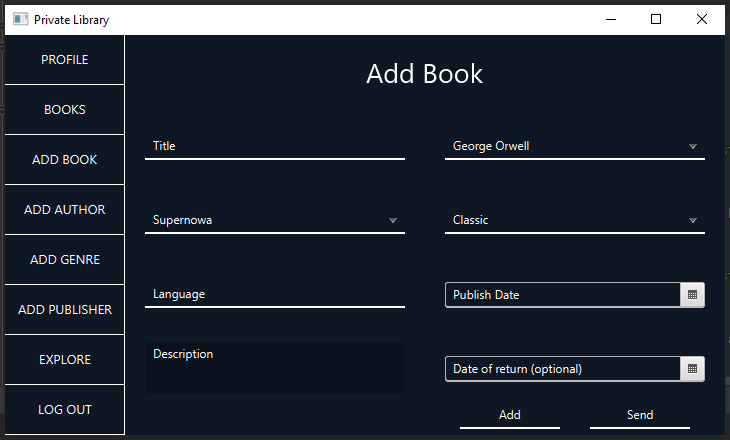 Private Library
PROFILE
BOOKS
ADD BOOK
ADD AUTHOR
ADD GENRE
ADD PUBLISHER
EXPLORE
LOG OUT
Add Book
Title
George Orwell
Supernowa
Classic
Language
Publish Date
Description
Date of return (optional)
Add
Send